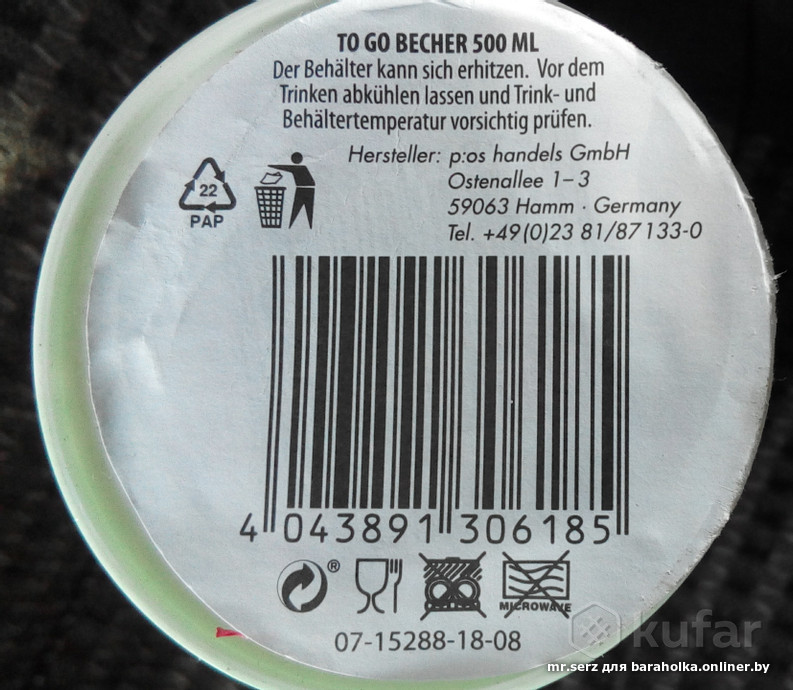 TO GO BECHER 500 ML
Der Behälter kann sich erhitzen. Vor dem
Trinken abkühlen lassen und Trink- und
Behältertemperatur vorsichtig prüfen.
Hersteller: p:os handels GmbH
Ostenallee 1–3
59063 Hamm · Germany
Tel. +49(0)23 81/87133-0
22
PAP
4 043891 306185
®
MICROWAVE
07-15288-18-08
kufar
mr.serz для baraholka.onliner.by